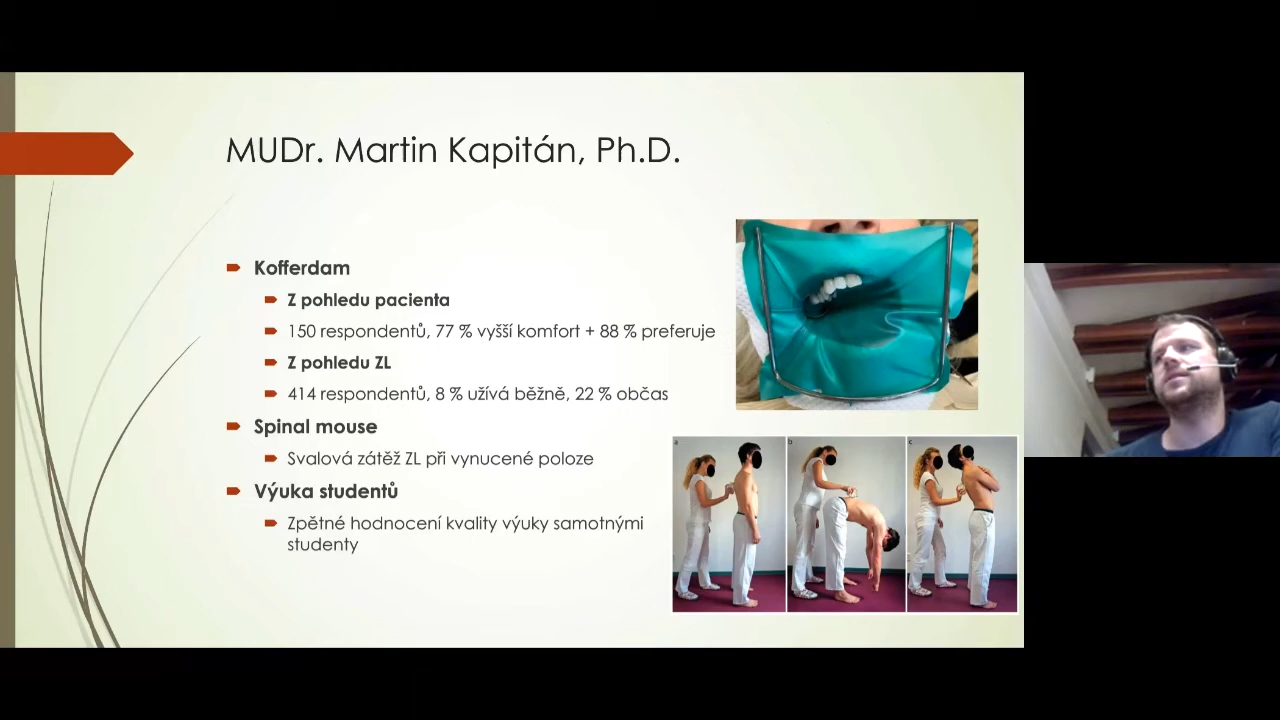 MUDr. Martin Kapitán, Ph.D.
Kofferdam
Z pohledu pacienta
150 respondentů, 77 % vyšší komfort + 88 % preferuje
Z pohledu ZL
414 respondentů, 8 % užívá běžně, 22 % občas
Spinal mouse
Svalová zátěž ZL při vynucené poloze
Výuka studentů
Zpětné hodnocení kvality výuky samotnými
studenty
a
b
c